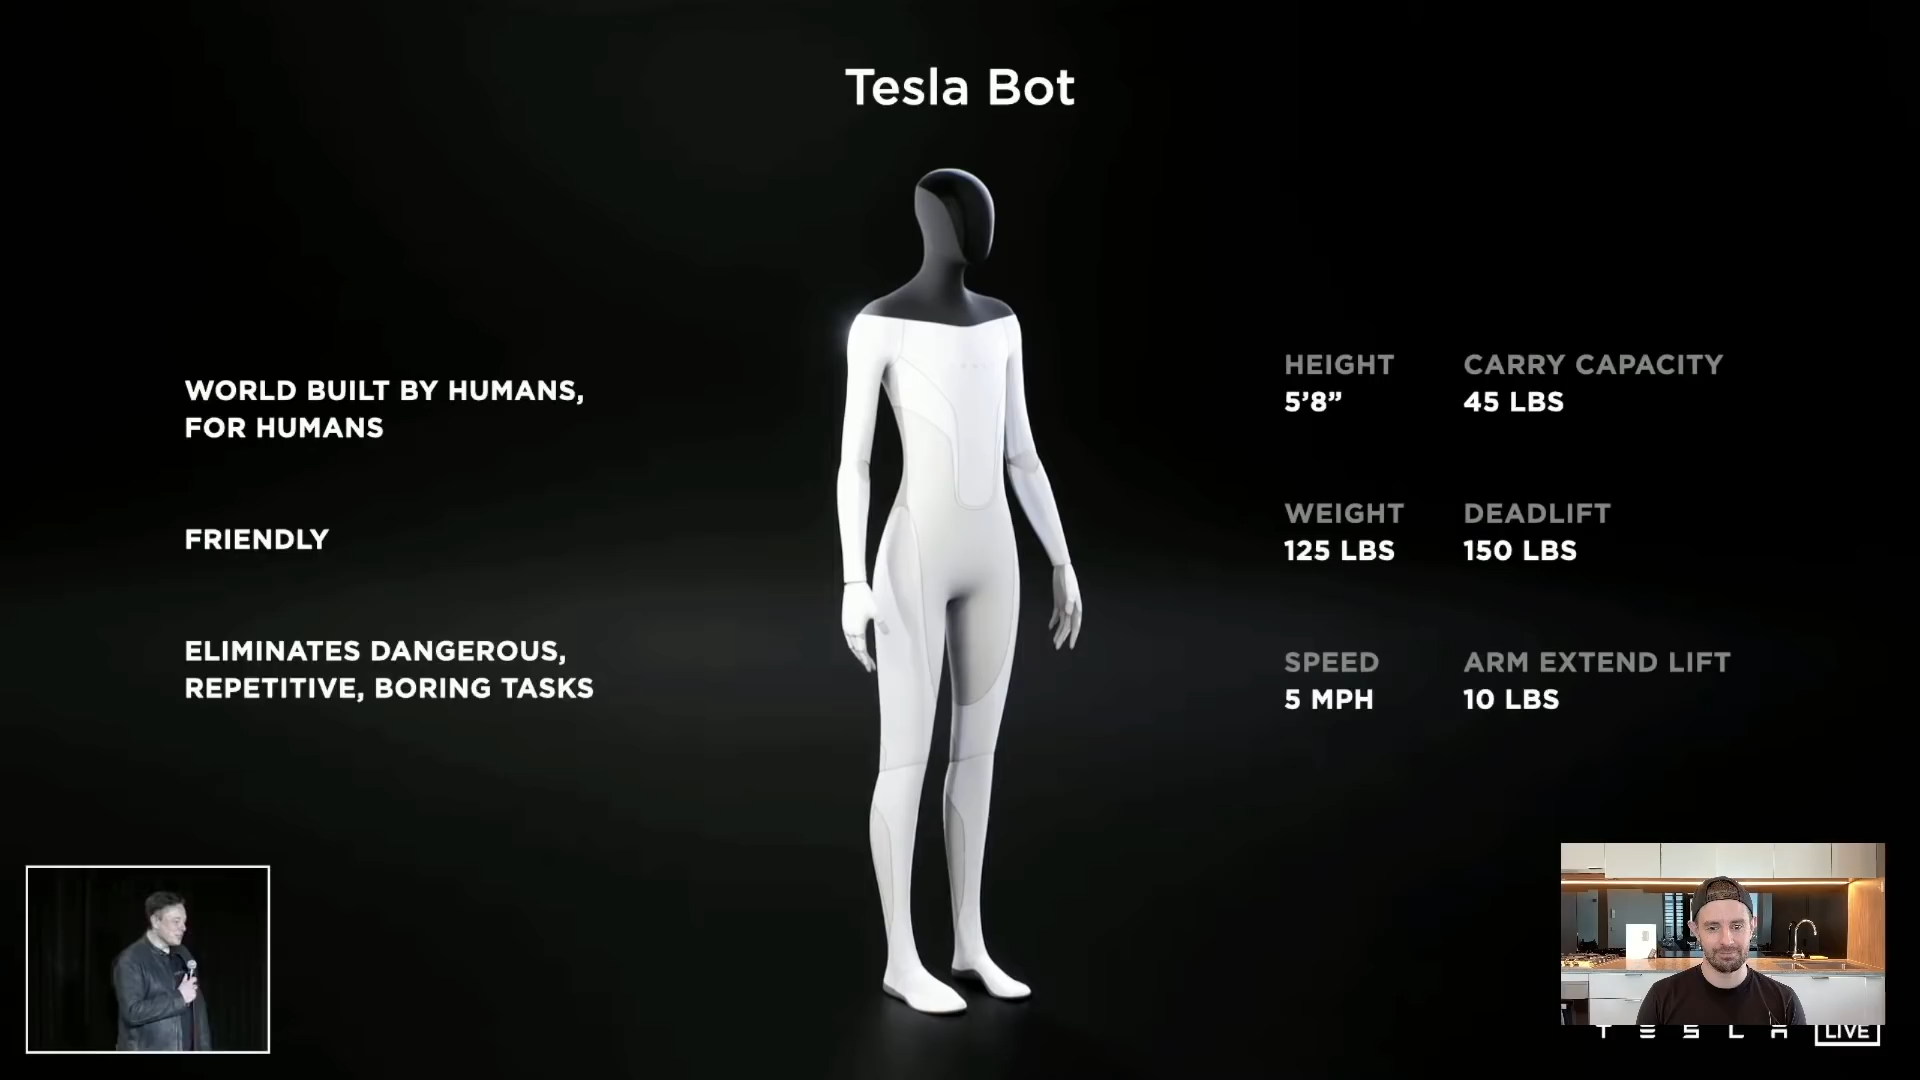 Tesla Bot
WORLD BUILT BY HUMANS,
FOR HUMANS
FRIENDLY
ELIMINATES DANGEROUS,
REPETITIVE, BORING TASKS
HEIGHT
5’8”
CARRY CAPACITY
45 LBS
WEIGHT
125 LBS
DEADLIFT
150 LBS
SPEED
5 MPH
ARM EXTEND LIFT
10 LBS
TESLA LIVE